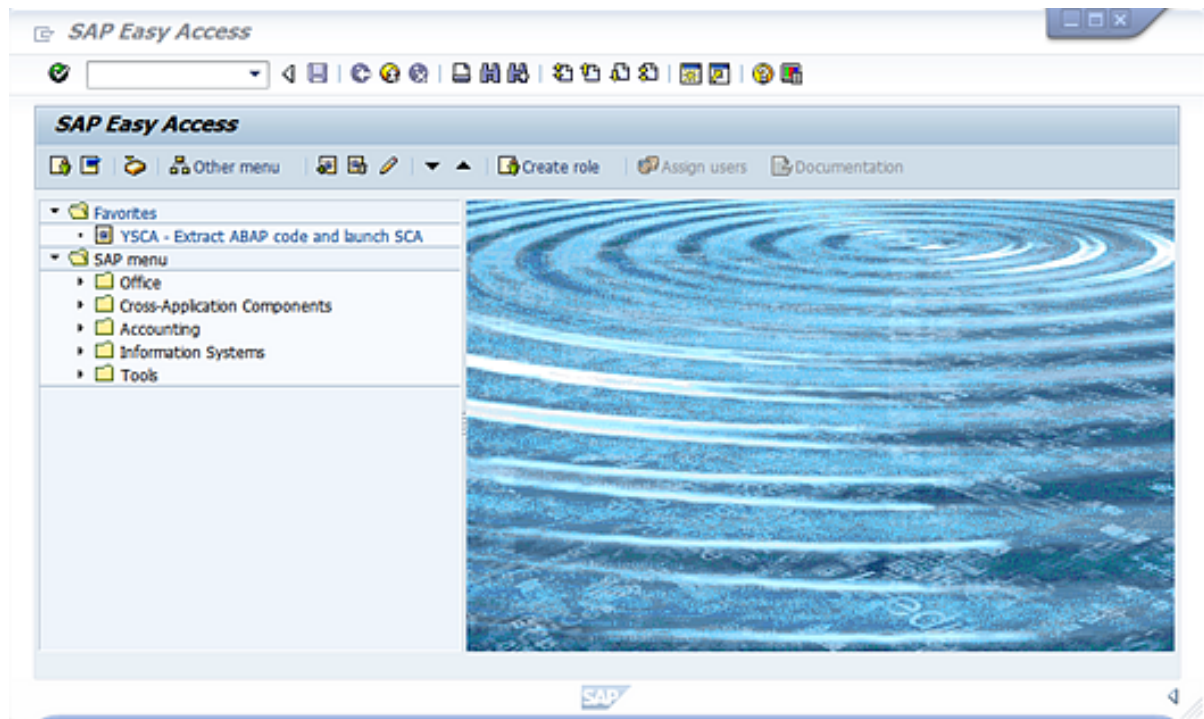 SAP Easy Access
SAP Easy Access
Other menu Create role Assign users Documentation
Favorites
YSCA - Extract ABAP code and launch SCA
SAP menu
Office
Cross-Application Components
Accounting
Information Systems
Tools
SAP